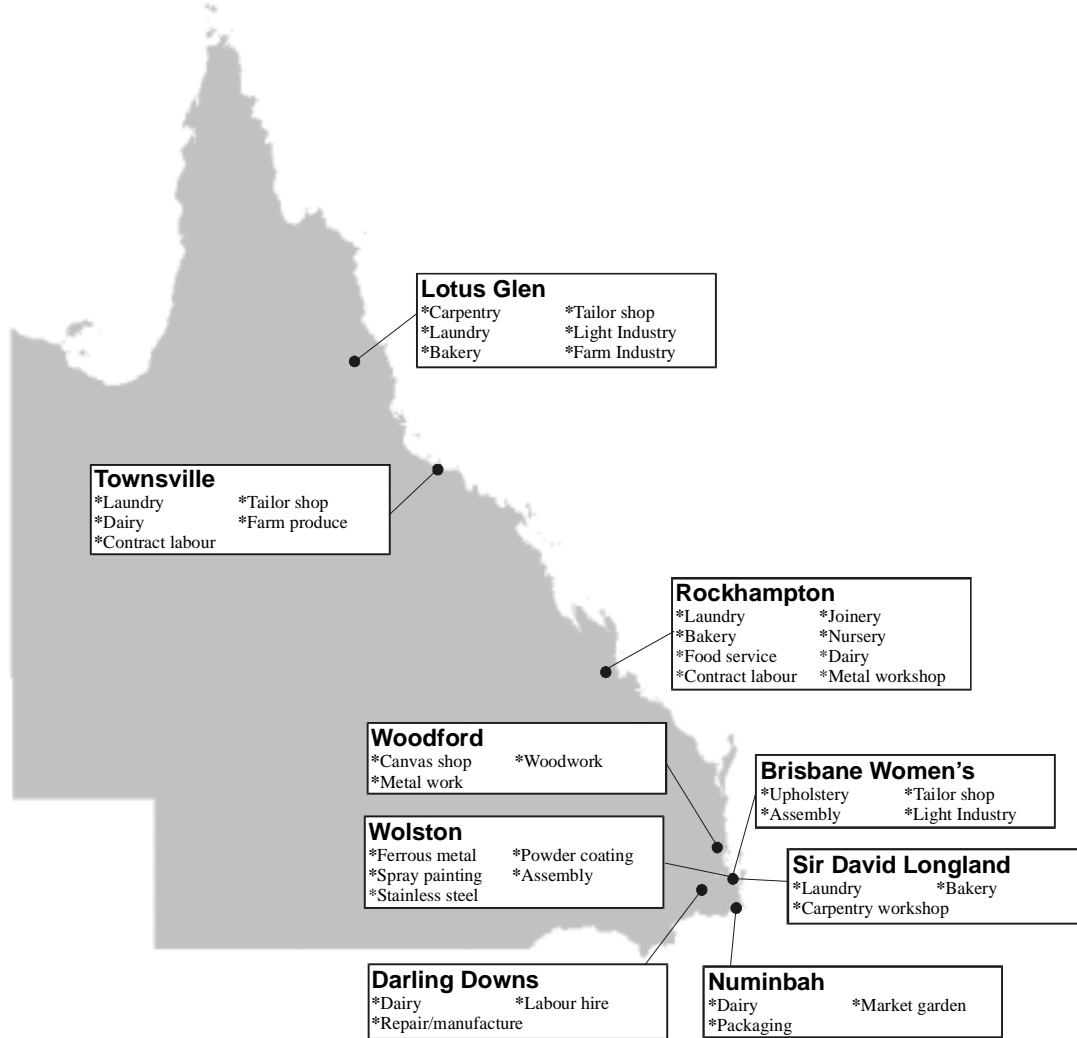 Lotus Glen
*Carpentry *Tailor shop
*Laundry *Light Industry
*Bakery *Farm Industry
Townsville
*Laundry *Tailor shop
*Dairy *Farm produce
*Contract labour
Rockhampton
*Laundry *Joinery
*Bakery *Nursery
*Food service *Dairy
*Contract labour *Metal workshop
Woodford
*Canvas shop *Woodwork
*Metal work
Brisbane Women's
*Upholstery *Tailor shop
*Assembly *Light Industry
Wolston
*Ferrous metal *Powder coating
*Spray painting *Assembly
*Stainless steel
Sir David Longland
*Laundry *Bakery
*Carpentry workshop
Darling Downs
*Dairy *Labour hire
*Repair/manufacture
Numinbah
*Dairy *Market garden
*Packaging